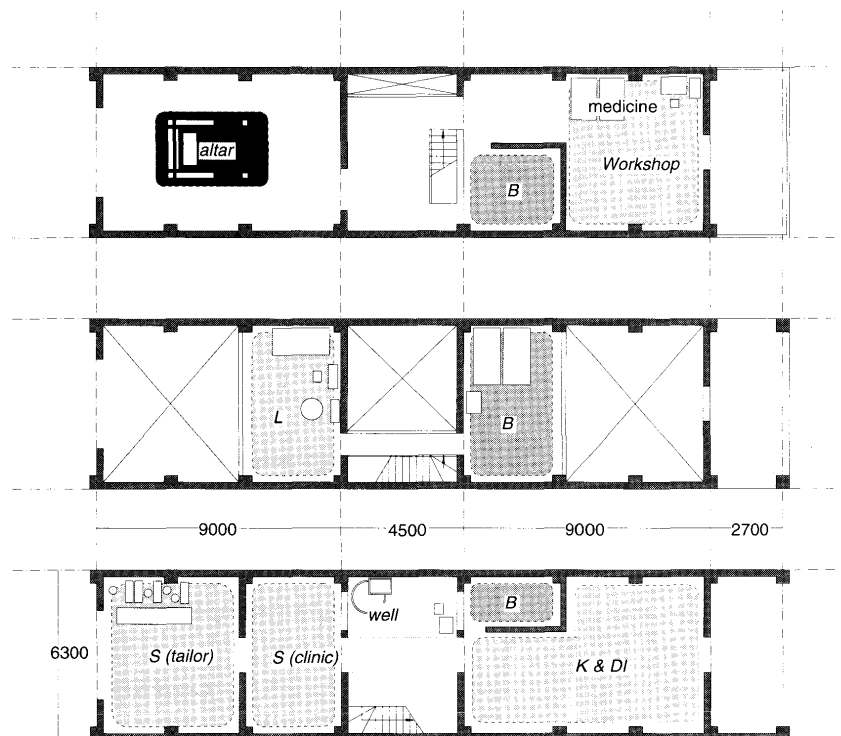 medicine
altar
Workshop
B
L
B
9000
4500
9000
2700
B
well
6300
S (tailor)
S (clinic)
K & DI